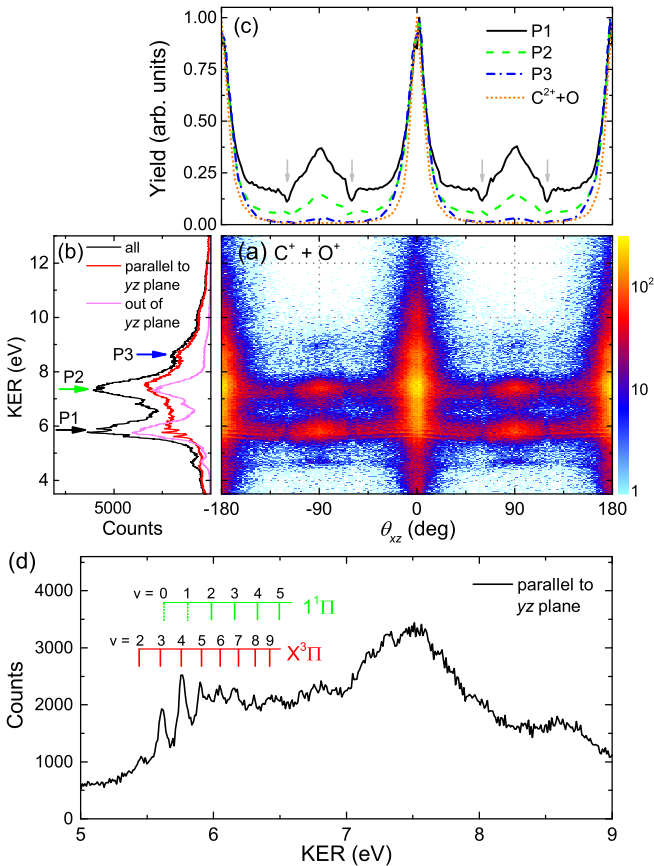 (c)
P1
P2
P3
C²⁺+O
Yield (arb. units)
1.00
0.75
0.50
0.25
0.00
(b)
all
parallel to
yz plane
out of
yz plane
P3
P2
P1
KER (eV)
12
10
8
6
4
5000
Counts
(a) C⁺ + O⁺
10²
10
1
-180 -90 0 90 180
θxz (deg)
(d)
parallel to
yz plane
v = 0 1 2 3 4 5
1¹Π
v = 2 3 4 5 6 7 8 9
X³Π
Counts
4000
3000
2000
1000
0
5 6 7 8 9
KER (eV)